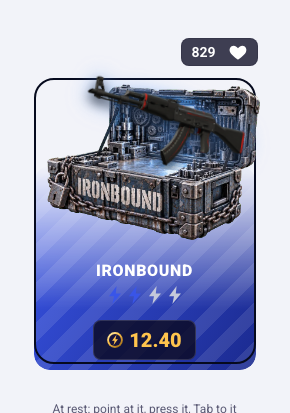 829
IRONBOUND
IRONBOUND
12.40
At rest: point at it, press it, Tab to it